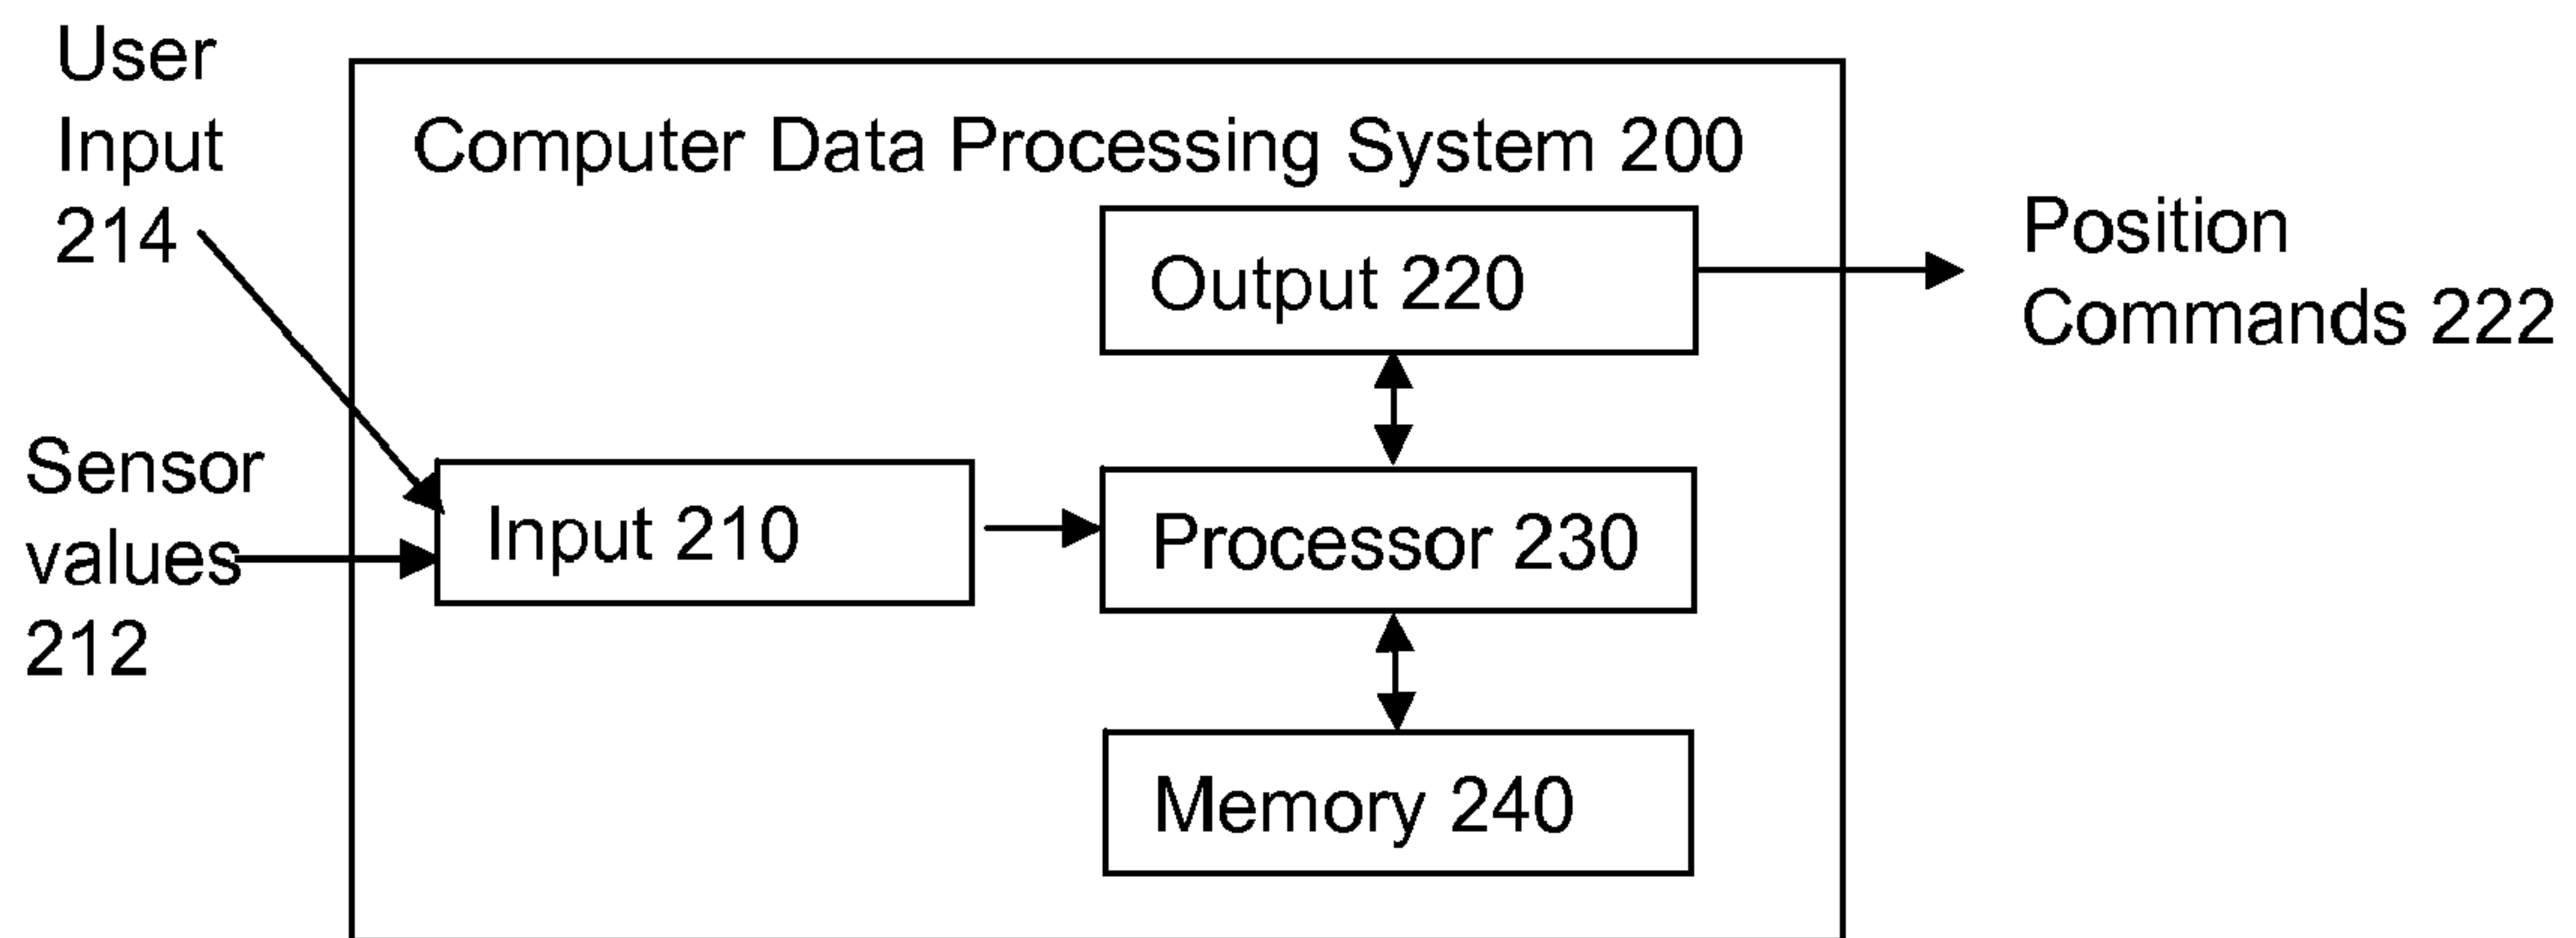 User
Input
214
Computer Data Processing System 200
Output 220
Position
Commands 222
Sensor
values
212
Input 210
Processor 230
Memory 240